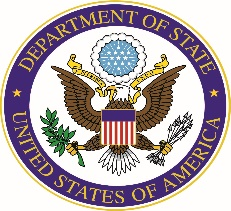 DEPARTMENT OF STATE
UNITED STATES OF AMERICA